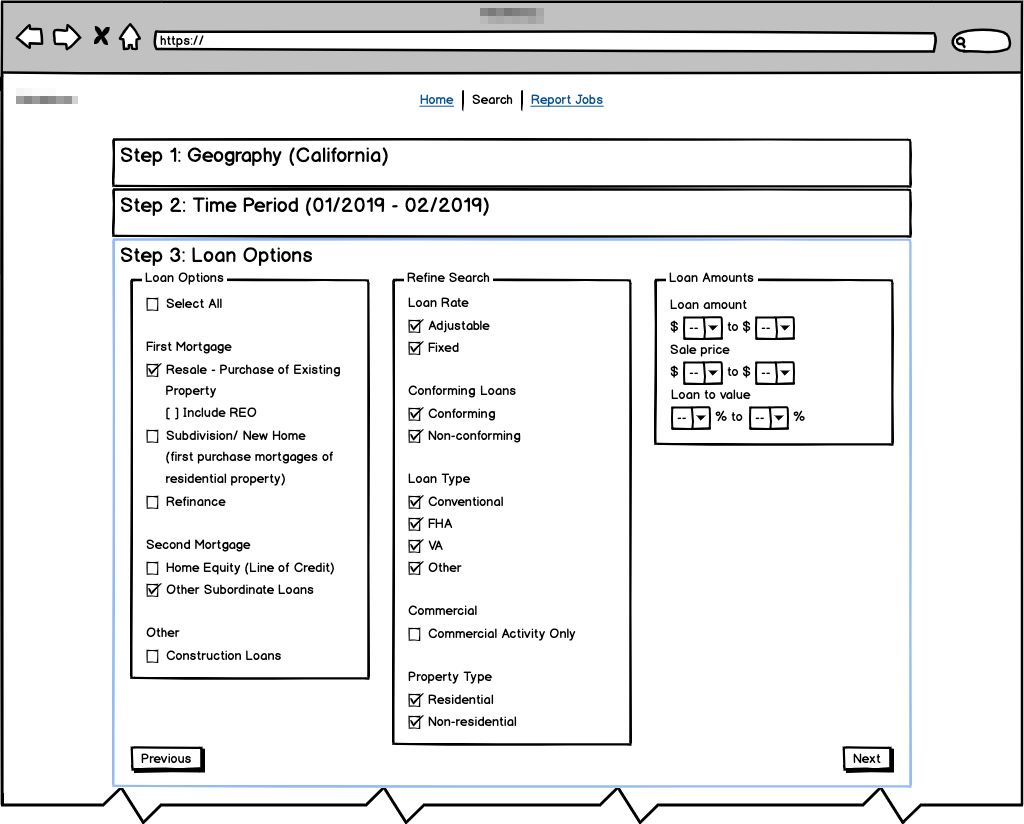 https://
Home | Search | Report Jobs
Step 1: Geography (California)
Step 2: Time Period (01/2019 - 02/2019)
Step 3: Loan Options
Loan Options
Select All
First Mortgage
Resale - Purchase of Existing
Property
[ ] Include REO
Subdivision/ New Home
(first purchase mortgages of
residential property)
Refinance
Second Mortgage
Home Equity (Line of Credit)
Other Subordinate Loans
Other
Construction Loans
Refine Search
Loan Rate
Adjustable
Fixed
Conforming Loans
Conforming
Non-conforming
Loan Type
Conventional
FHA
VA
Other
Commercial
Commercial Activity Only
Property Type
Residential
Non-residential
Loan Amounts
Loan amount
$ -- to $ --
Sale price
$ -- to $ --
Loan to value
-- % to -- %
Previous
Next